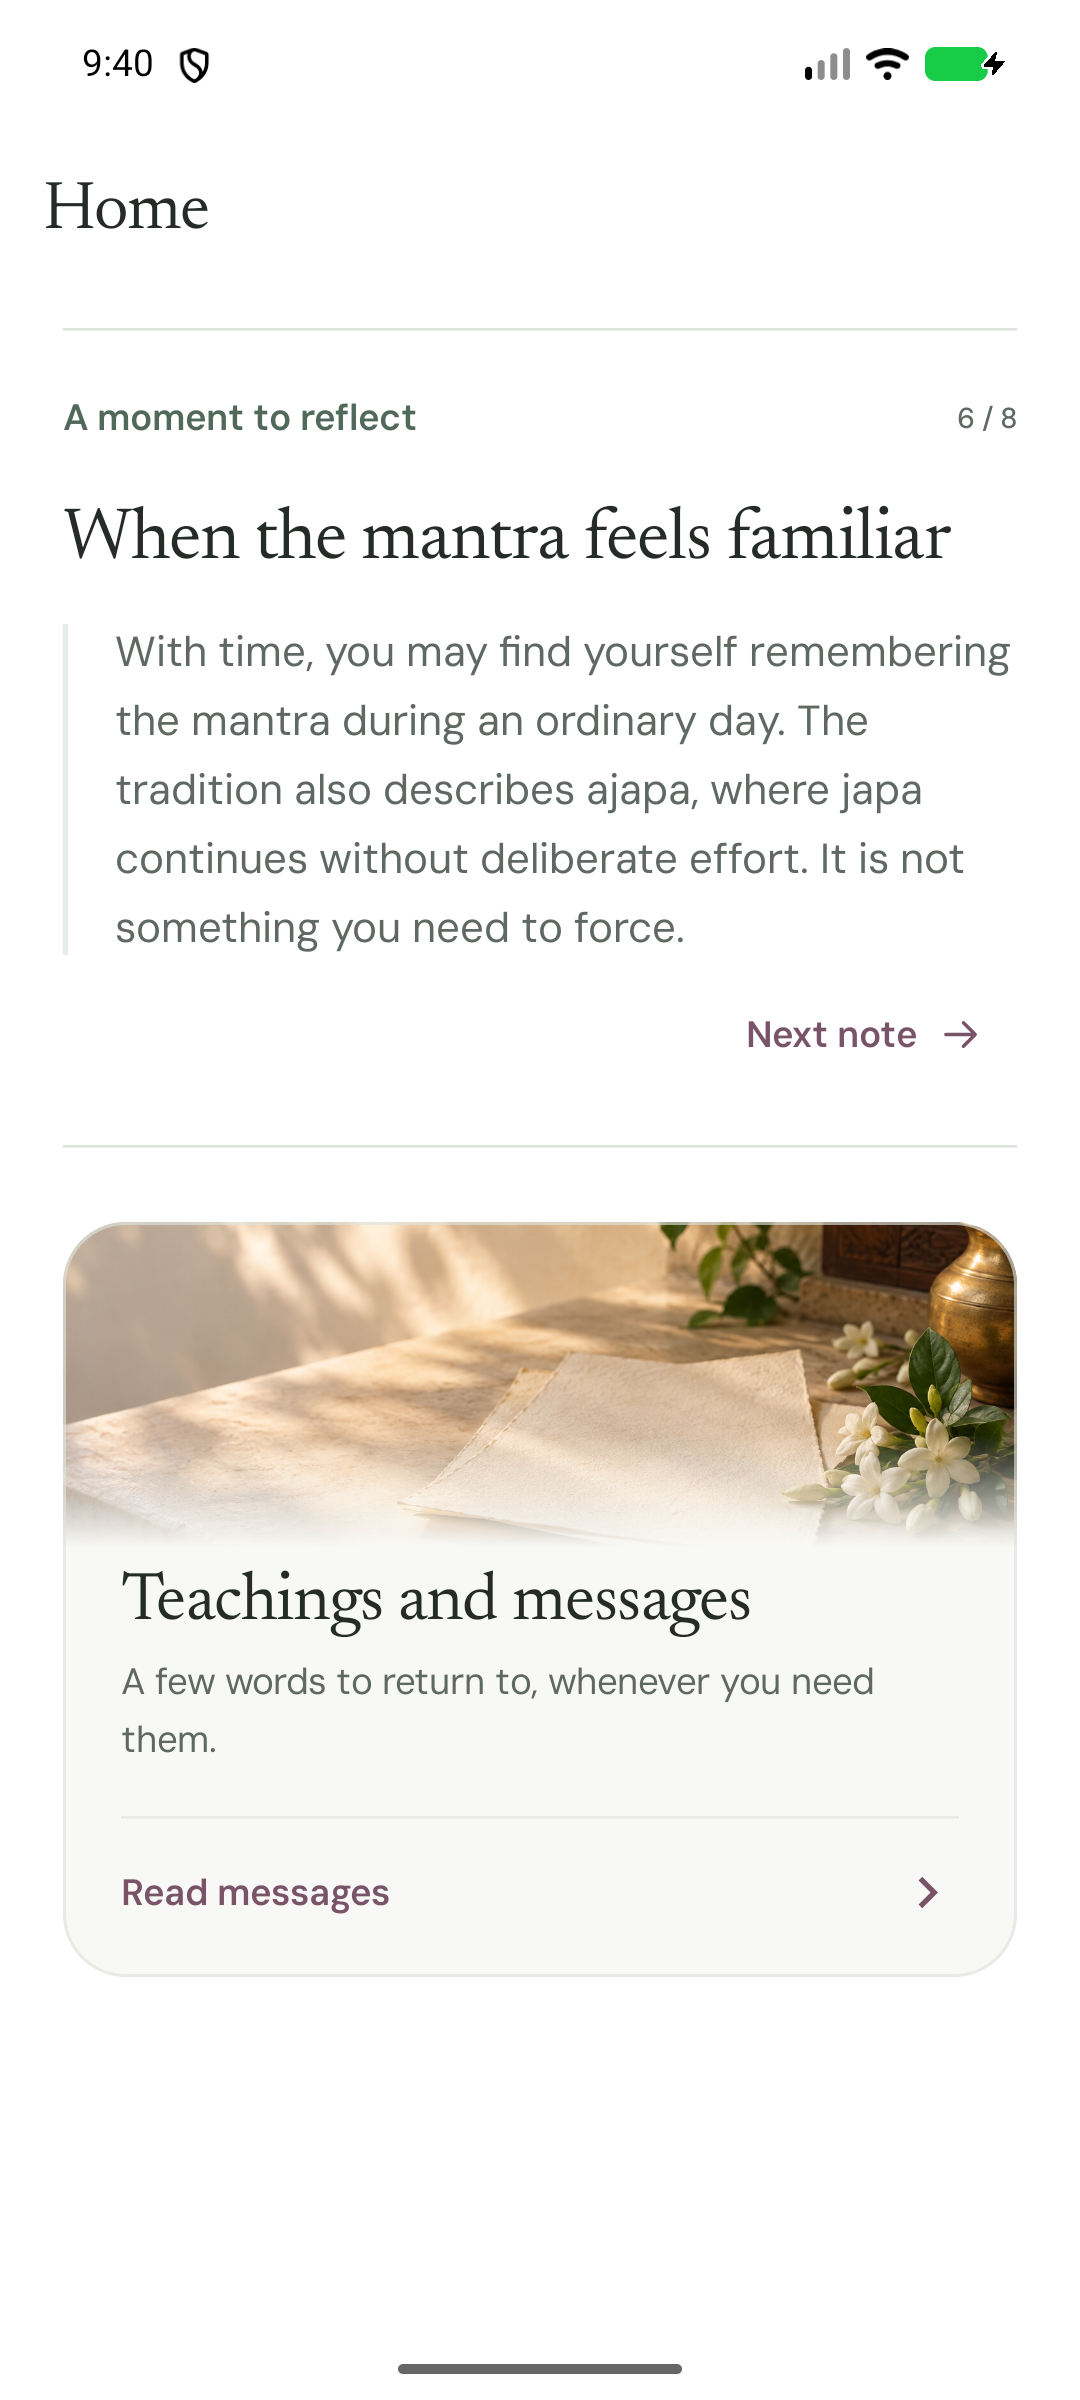 9:40
Home
A moment to reflect
6 / 8
When the mantra feels familiar
With time, you may find yourself remembering
the mantra during an ordinary day. The
tradition also describes ajapa, where japa
continues without deliberate effort. It is not
something you need to force.
Next note
Teachings and messages
A few words to return to, whenever you need
them.
Read messages